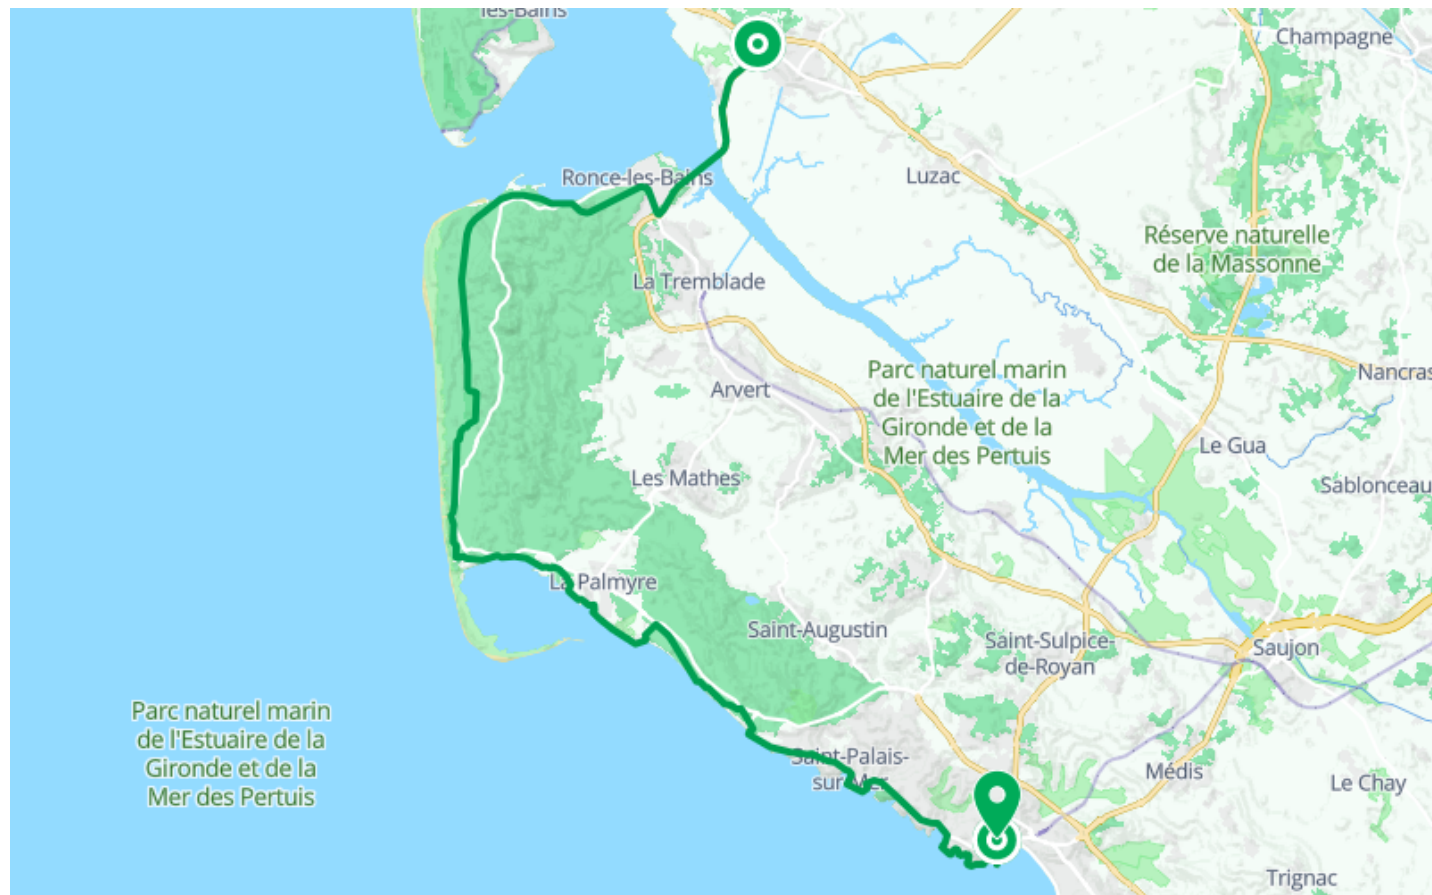 les-Bains
Champagne
Ronce-les-Bains
Luzac
Réserve naturelle
de la Massonne
La Tremblade
Parc naturel marin
de l'Estuaire de la
Gironde et de la
Mer des Pertuis
Nancras
Arvert
Le Gua
Les Mathes
Sablonceau
La Palmyre
Saint-Augustin
Saint-Sulpice-
de-Royan
Saujon
Parc naturel marin
de l'Estuaire de la
Gironde et de la
Mer des Pertuis
Saint-Palais-
sur-Mer
Médis
Le Chay
Trignac